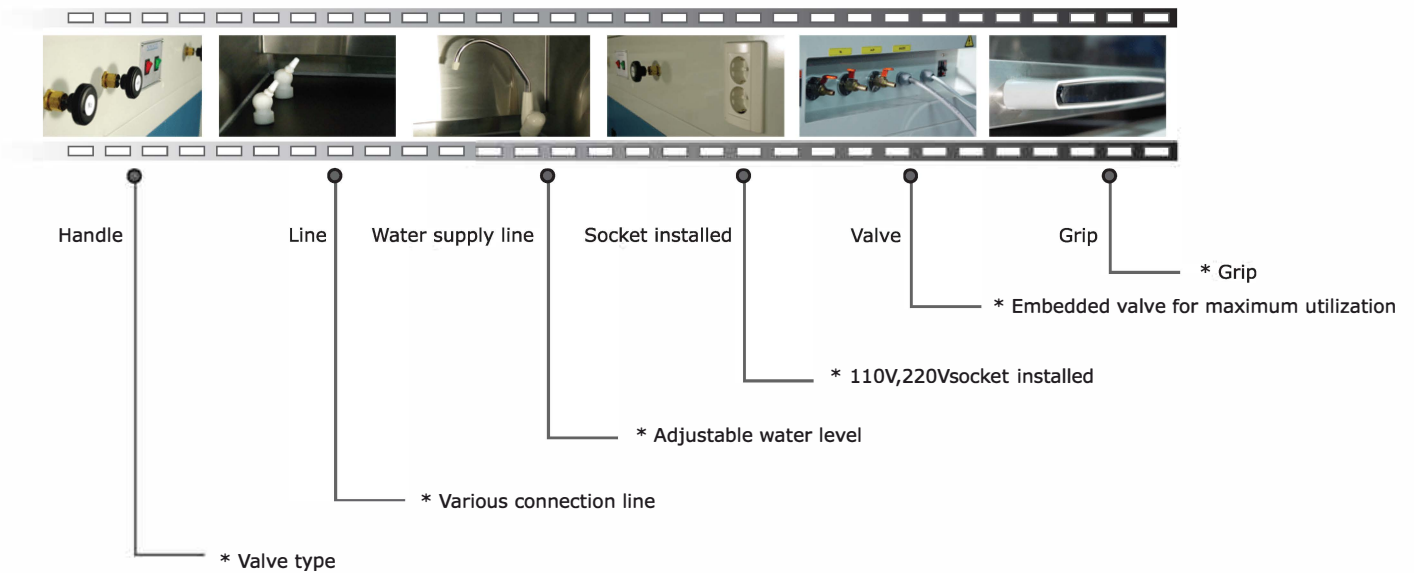 Handle
Line
Water supply line
Socket installed
Valve
Grip
* Grip
* Embedded valve for maximum utilization
* 110V,220Vsocket installed
* Adjustable water level
* Various connection line
* Valve type